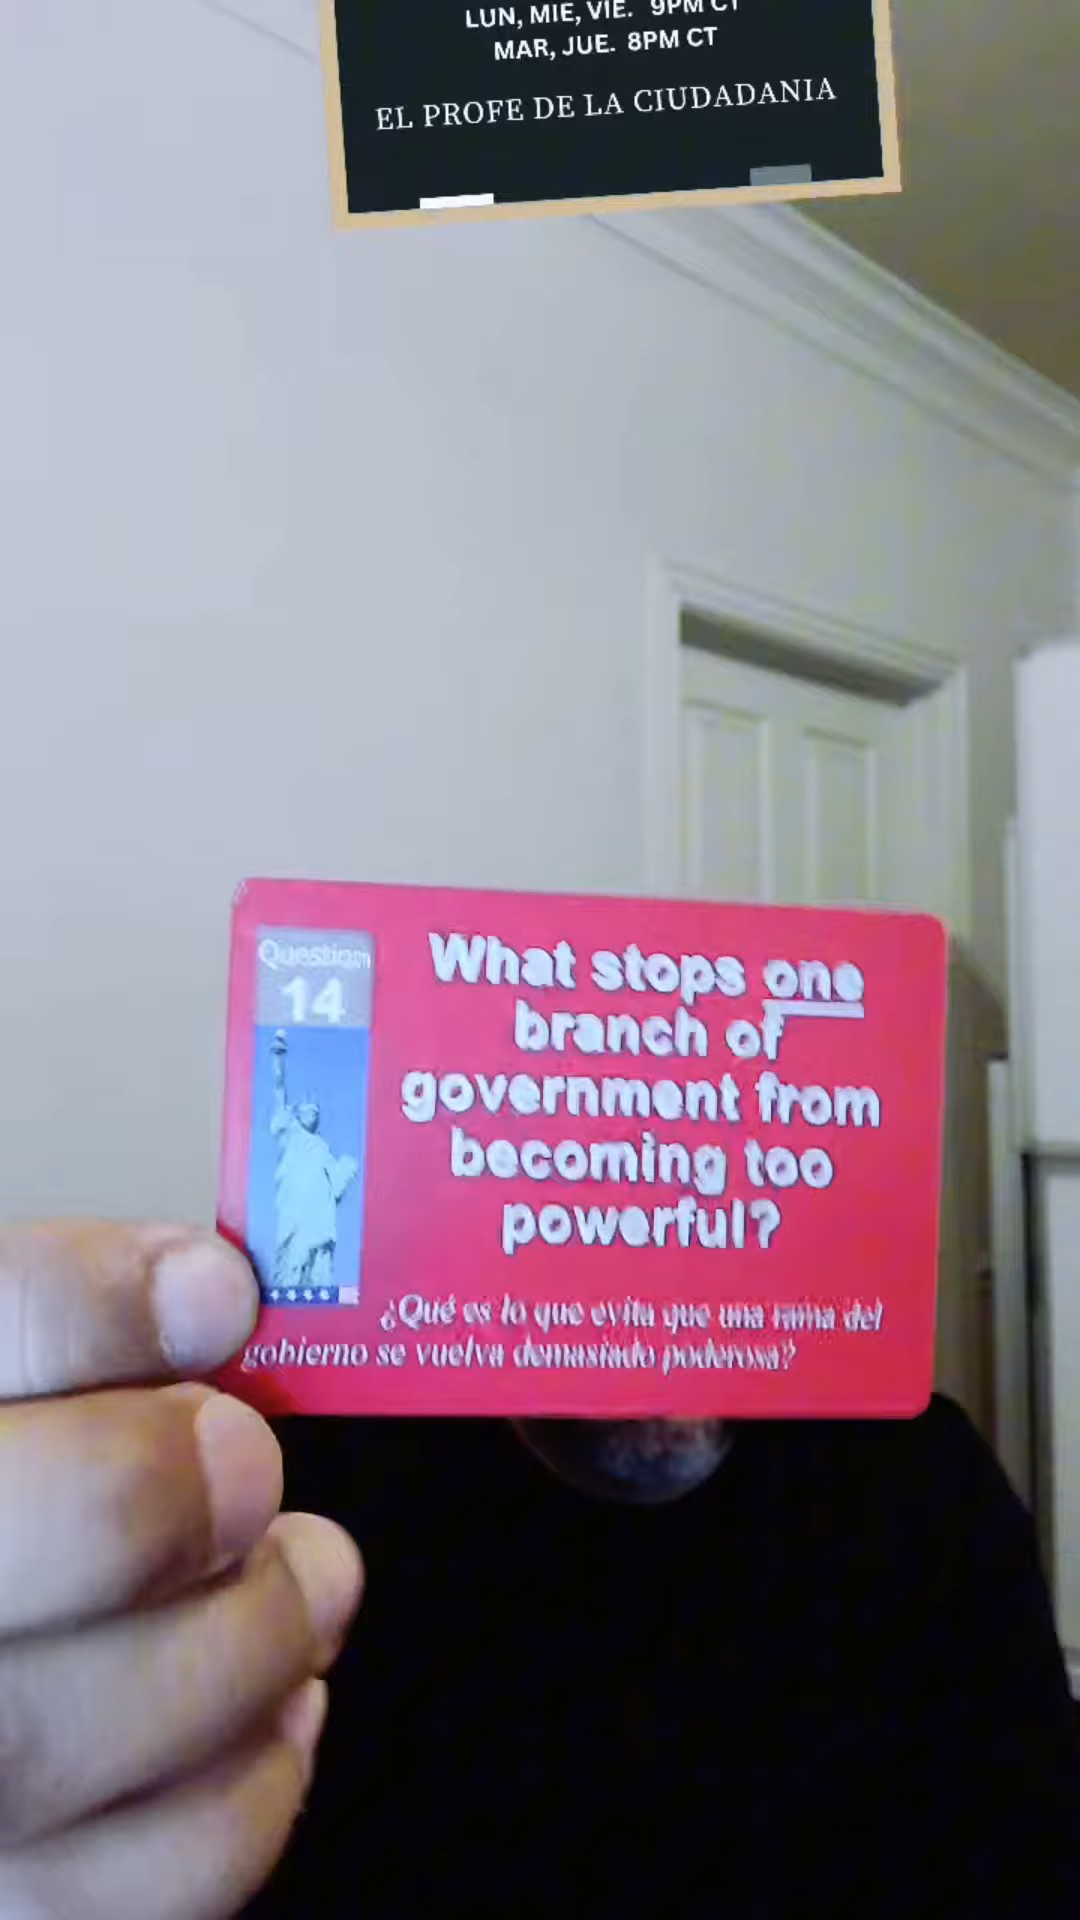 LUN, MIE, VIE. 9PM CT
MAR, JUE. 8PM CT
EL PROFE DE LA CIUDADANIA
Question
14
What stops one
branch of
government from
becoming too
powerful?
¿Qué es lo que evita que una rama del
gobierno se vuelva demasiado poderosa?